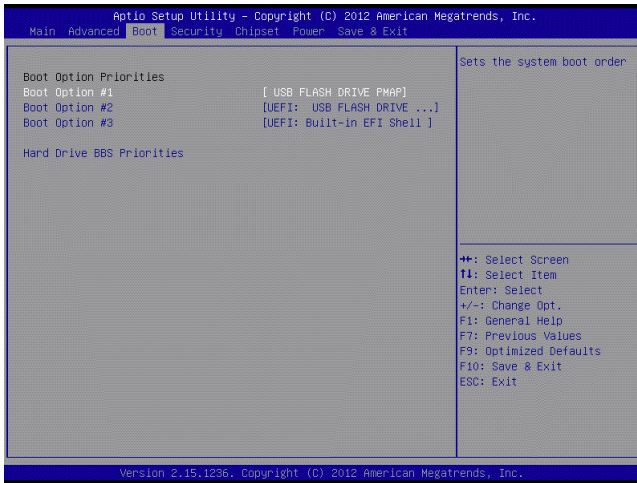 Aptio Setup Utility – Copyright (C) 2012 American Megatrends, Inc.
Main Advanced Boot Security Chipset Power Save & Exit
Boot Option Priorities
Boot Option #1 [ USB FLASH DRIVE PMAP]
Boot Option #2 [UEFI: USB FLASH DRIVE ...]
Boot Option #3 [UEFI: Built-in EFI Shell ]
Hard Drive BBS Priorities
Sets the system boot order
→←: Select Screen
↑↓: Select Item
Enter: Select
+/-: Change Opt.
F1: General Help
F7: Previous Values
F9: Optimized Defaults
F10: Save & Exit
ESC: Exit
Version 2.15.1236. Copyright (C) 2012 American Megatrends, Inc.